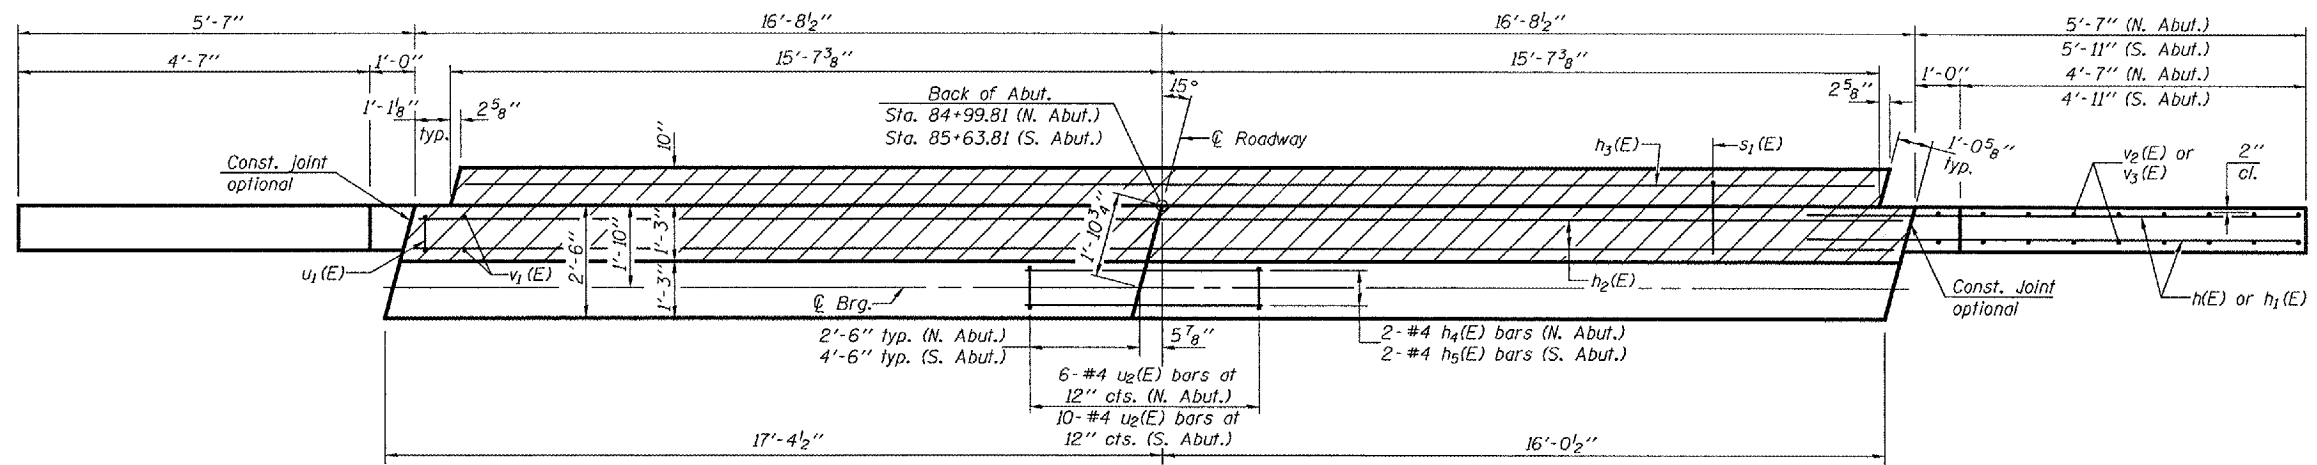 5'-7"
16'-8½"
16'-8½"
5'-7" (N. Abut.)
5'-11" (S. Abut.)
4'-7"
1'-0"
15'-7⅜"
15'-7⅜"
1'-0"
4'-7" (N. Abut.)
4'-11" (S. Abut.)
1'-1⅛"
typ.
2⅝"
10"
Back of Abut.
Sta. 84+99.81 (N. Abut.)
Sta. 85+63.81 (S. Abut.)
15°
℄ Roadway
2⅝"
h₃(E)
s₁(E)
1'-0⅝"
typ.
v₂(E) or
v₃(E)
2"
cl.
Const. joint
optional
u₁(E)
v₁(E)
2'-6"
1'-10"
1'-3"
1'-3"
1'-10¾"
℄ Brg.
h₂(E)
Const. Joint
optional
h(E) or h₁(E)
2'-6" typ. (N. Abut.)
4'-6" typ. (S. Abut.)
5⅞"
2-#4 h₄(E) bars (N. Abut.)
2-#4 h₅(E) bars (S. Abut.)
6-#4 u₂(E) bars at
12" cts. (N. Abut.)
10-#4 u₂(E) bars at
12" cts. (S. Abut.)
17'-4½"
16'-0½"